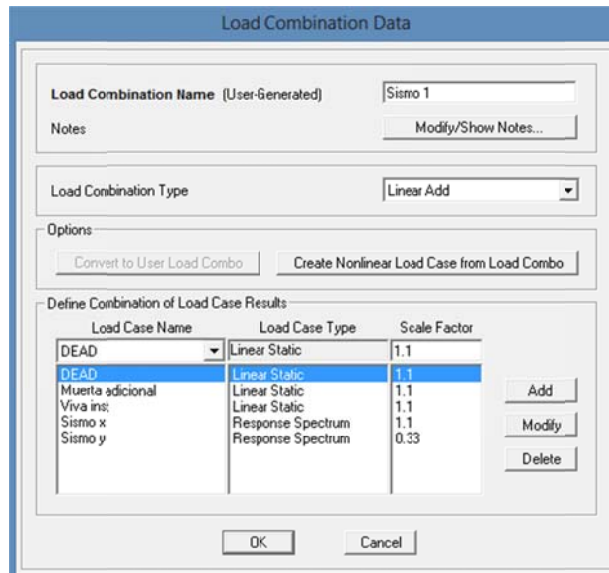 Load Combination Data
Load Combination Name (User-Generated) Sismo 1
Notes Modify/Show Notes...
Load Combination Type Linear Add
Options
Convert to User Load Combo Create Nonlinear Load Case from Load Combo
Define Combination of Load Case Results
Load Case Name Load Case Type Scale Factor
DEAD Linear Static 1.1
DEAD Linear Static 1.1
Muerta adicional Linear Static 1.1
Viva ins; Linear Static 1.1
Sismo x Response Spectrum 1.1
Sismo y Response Spectrum 0.33
Add
Modify
Delete
OK Cancel